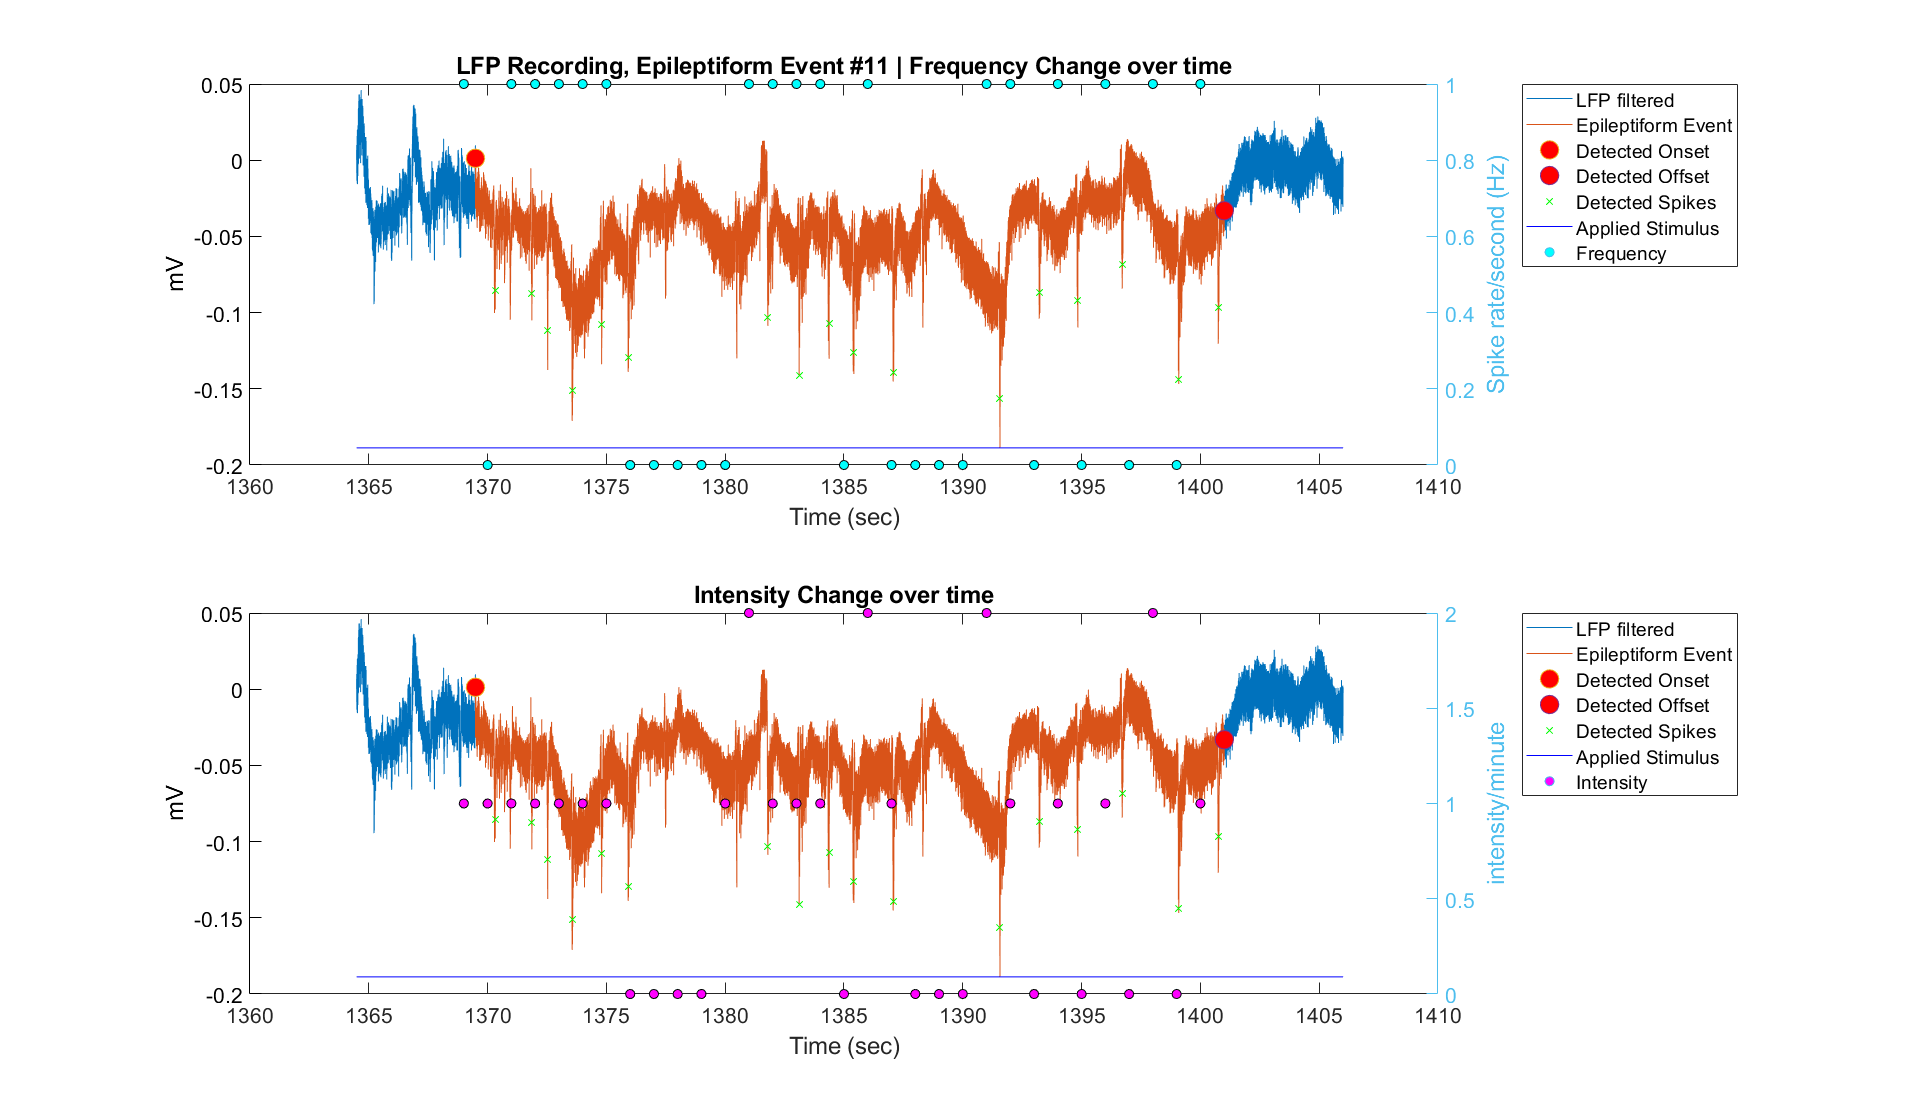 LFP Recording, Epileptiform Event #11 | Frequency Change over time
0.05
0
-0.05
-0.1
-0.15
-0.2
mV
1360 1365 1370 1375 1380 1385 1390 1395 1400 1405 1410
Time (sec)
1
0.8
0.6
0.4
0.2
0
Spike rate/second (Hz)
LFP filtered
Epileptiform Event
Detected Onset
Detected Offset
Detected Spikes
Applied Stimulus
Frequency
Intensity Change over time
0.05
0
-0.05
-0.1
-0.15
-0.2
mV
1360 1365 1370 1375 1380 1385 1390 1395 1400 1405 1410
Time (sec)
2
1.5
1
0.5
0
intensity/minute
LFP filtered
Epileptiform Event
Detected Onset
Detected Offset
Detected Spikes
Applied Stimulus
Intensity